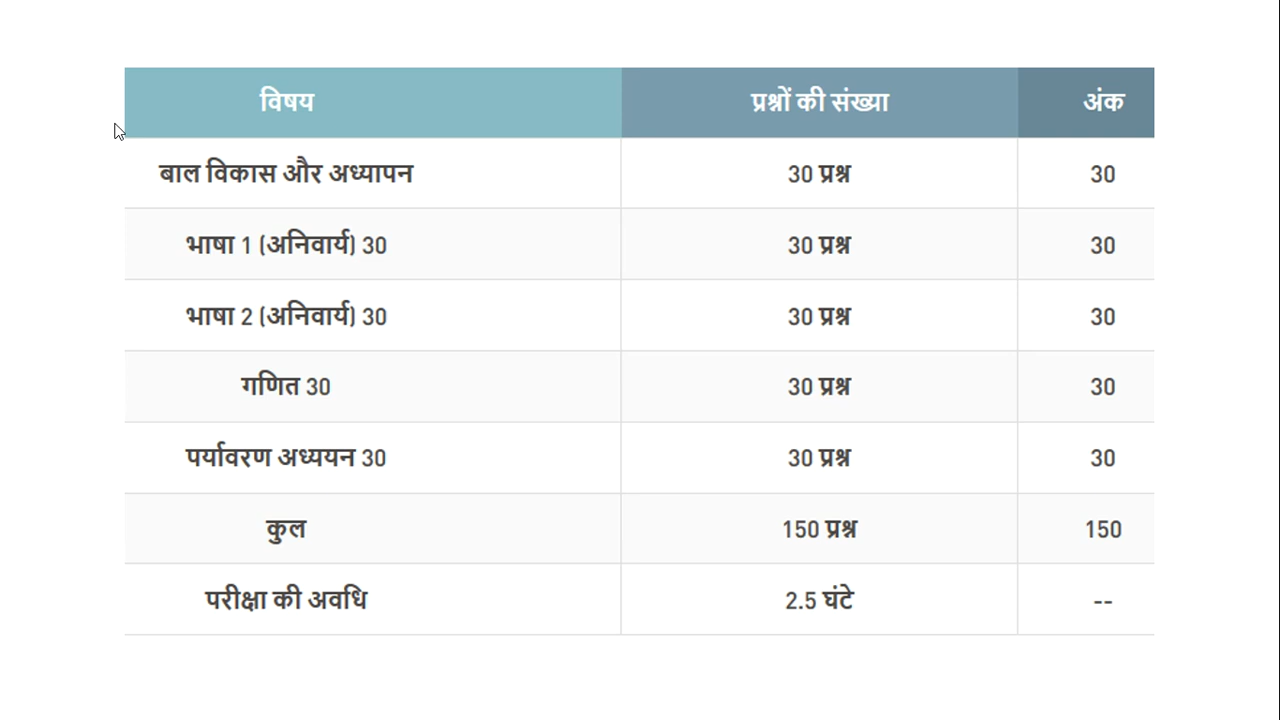 विषय प्रश्नों की संख्या अंक
बाल विकास और अध्यापन 30 प्रश्न 30
भाषा 1 (अनिवार्य) 30 30 प्रश्न 30
भाषा 2 (अनिवार्य) 30 30 प्रश्न 30
गणित 30 30 प्रश्न 30
पर्यावरण अध्ययन 30 30 प्रश्न 30
कुल 150 प्रश्न 150
परीक्षा की अवधि 2.5 घंटे --